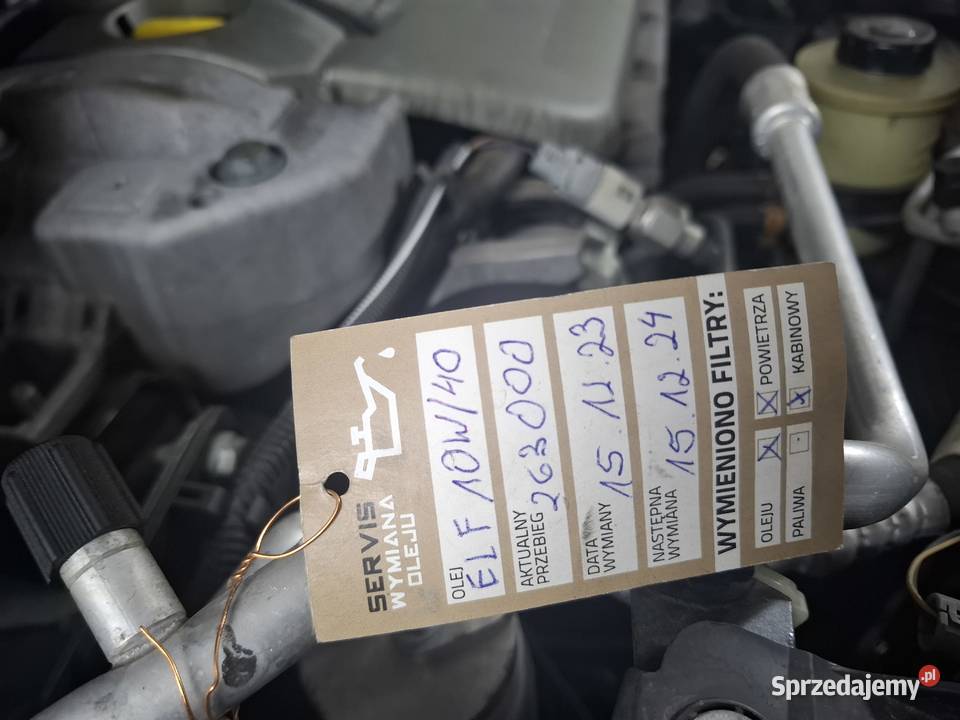 SERVIS
WYMIANA
OLEJU
OLEJ
ELF 10W/40
AKTUALNY
PRZEBIEG
263000
DATA
WYMIANY
15.12.23
NASTĘPNA
WYMIANA
15.12.24
WYMIENIONO FILTRY:
OLEJU
POWIETRZA
PALIWA
KABINOWY
Sprzedajemy.pl